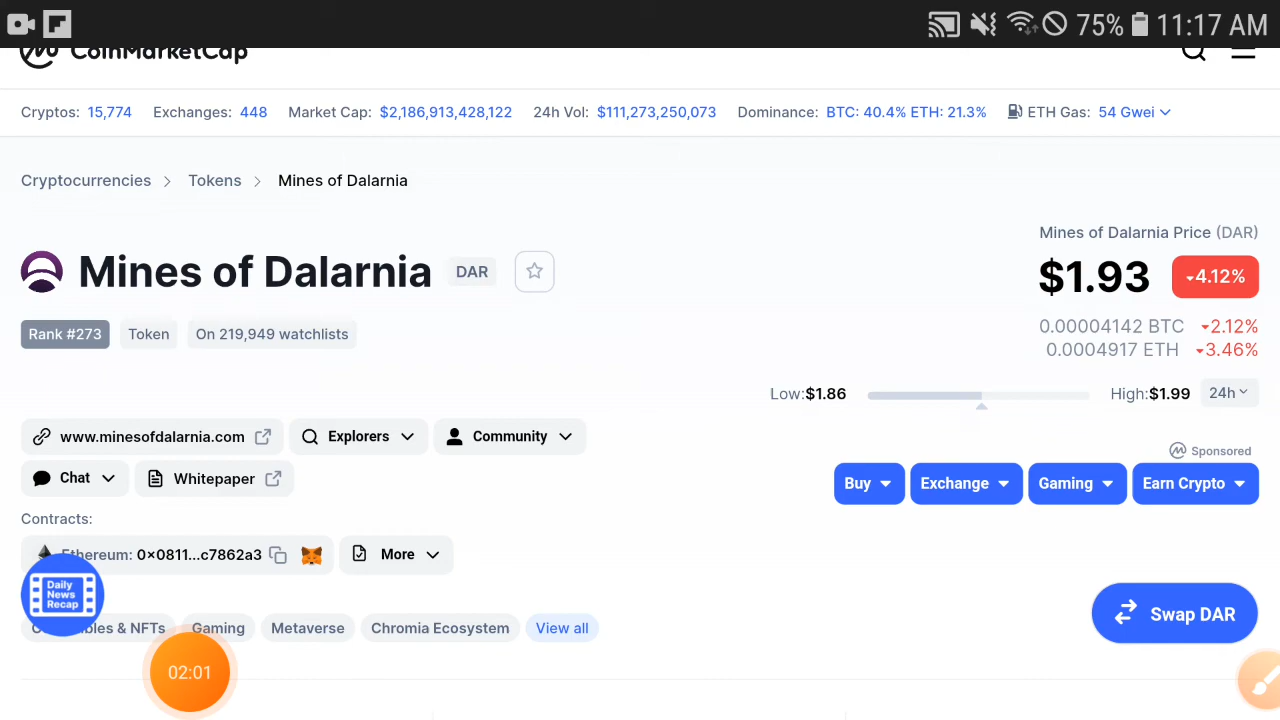 75% 11:17 AM
CoinMarketCap
Cryptos: 15,774 Exchanges: 448 Market Cap: $2,186,913,428,122 24h Vol: $111,273,250,073 Dominance: BTC: 40.4% ETH: 21.3% ETH Gas: 54 Gwei
Cryptocurrencies > Tokens > Mines of Dalarnia
Mines of Dalarnia Price (DAR)
Mines of Dalarnia DAR
$1.93 4.12%
0.00004142 BTC 2.12%
Rank #273 Token On 219,949 watchlists
0.0004917 ETH 3.46%
Low:$1.86 High:$1.99 24h
www.minesofdalarnia.com Explorers Community
Sponsored
Chat Whitepaper
Buy Exchange Gaming Earn Crypto
Contracts:
Ethereum: 0x0811...c7862a3 More
Daily
News
Recap
& NFTs Gaming Metaverse Chromia Ecosystem View all
Swap DAR
02:01